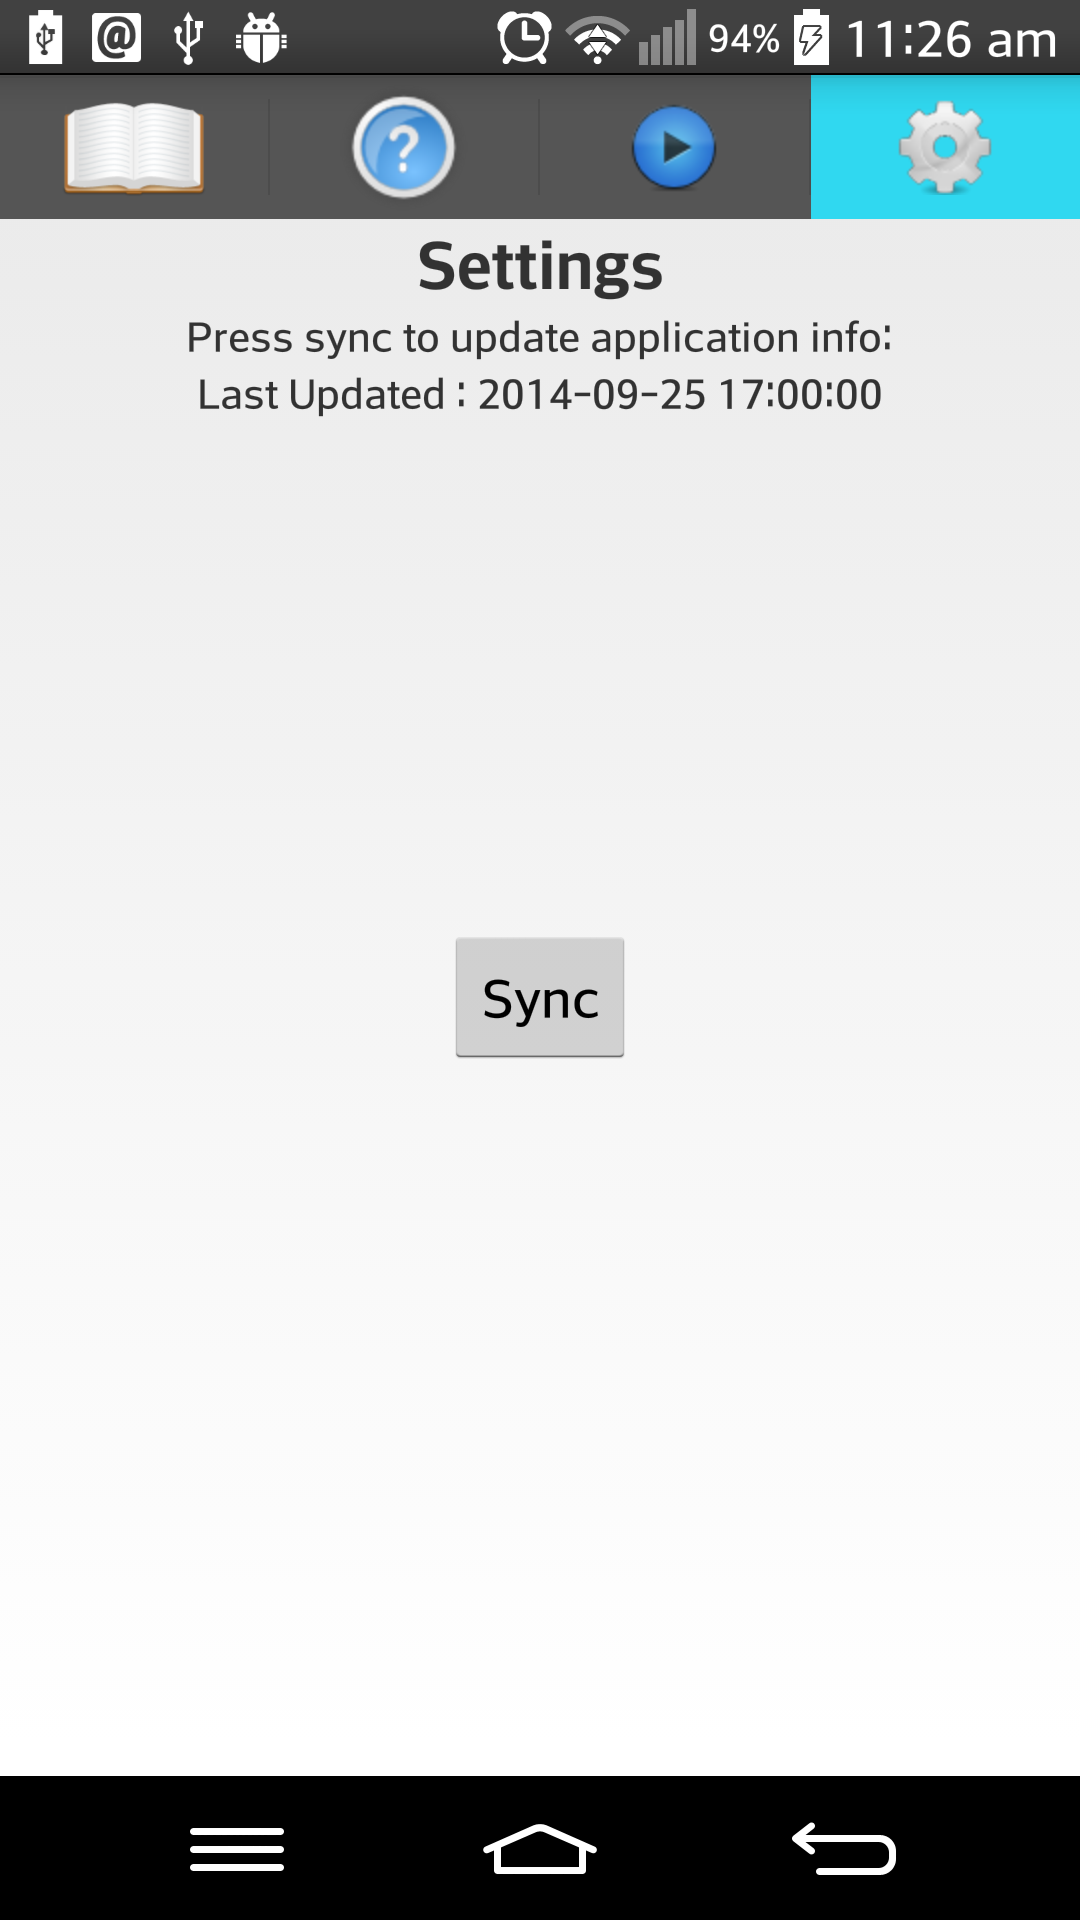 94% 11:26 am
Settings
Press sync to update application info:
Last Updated : 2014-09-25 17:00:00
Sync